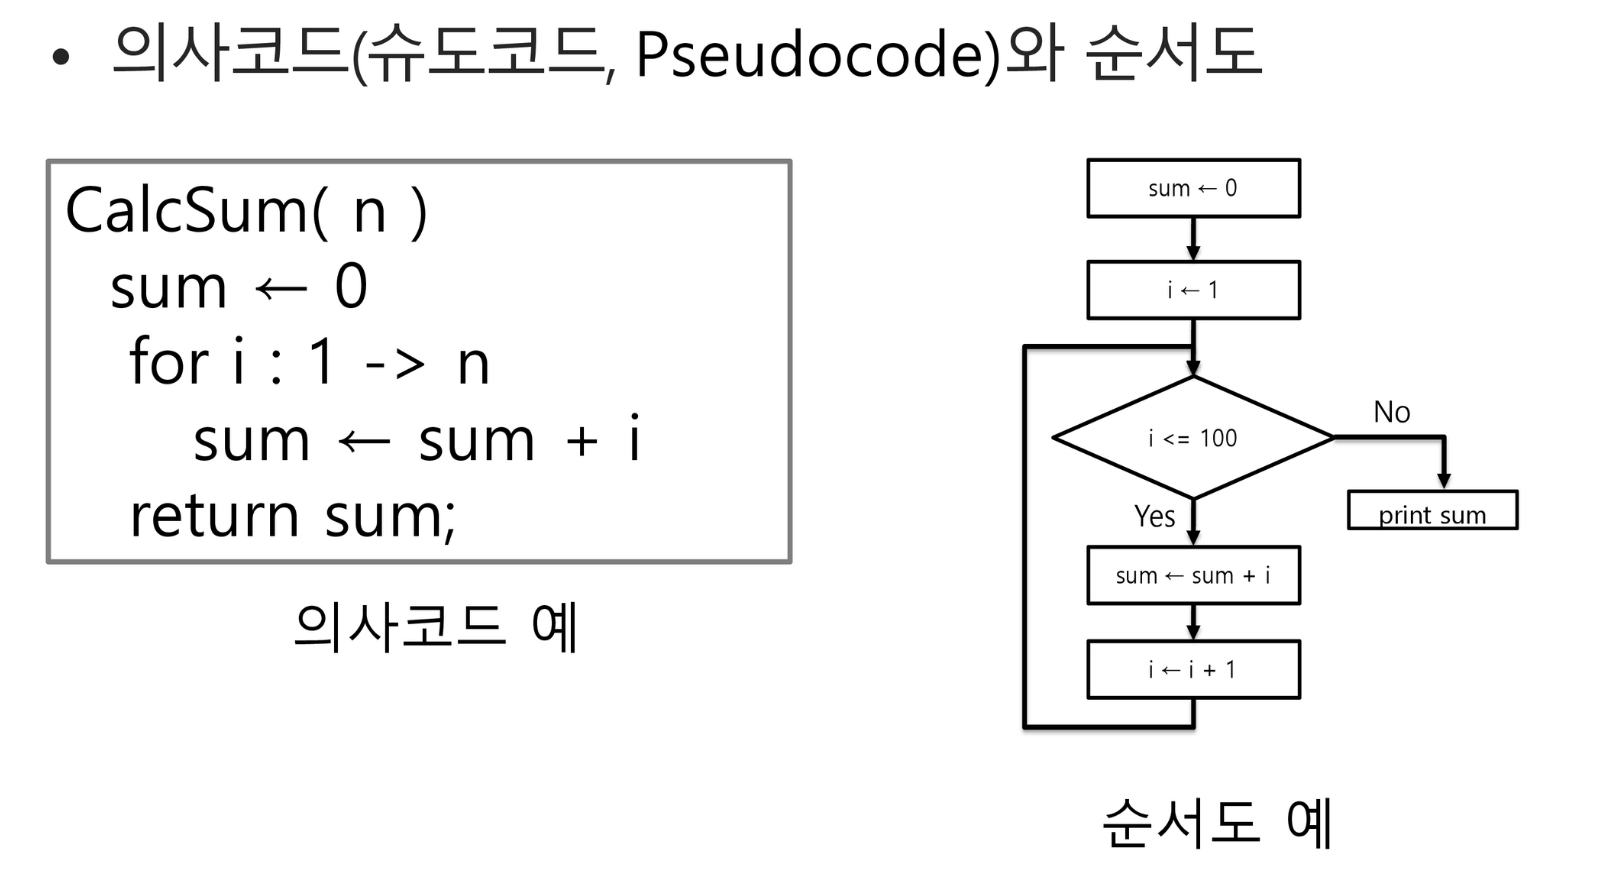 • 의사코드(슈도코드, Pseudocode)와 순서도
CalcSum( n )
sum ← 0
for i : 1 -> n
sum ← sum + i
return sum;
의사코드 예
sum ← 0
i ← 1
i <= 100
No
print sum
Yes
sum ← sum + i
i ← i + 1
순서도 예